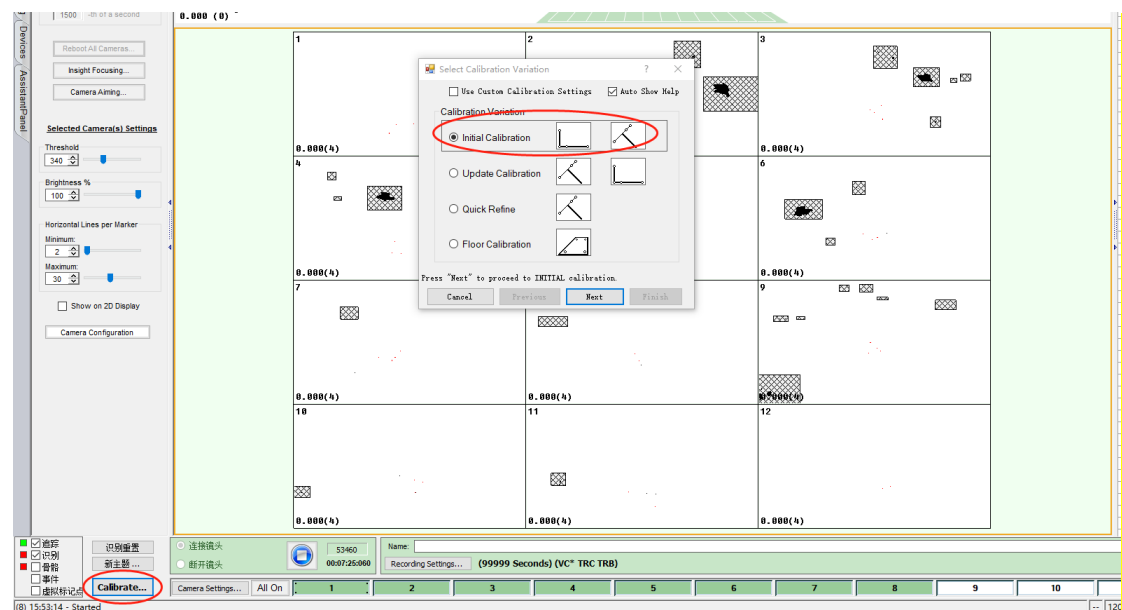 1500 -th of a second
0.000 (0)
Devices
AssistantPanel
Reboot All Cameras...
Insight Focusing...
Camera Aiming...
Selected Camera(s) Settings
Threshold
340
Brightness %
100
Horizontal Lines per Marker
Minimum:
2
Maximum:
30
Show on 2D Display
Camera Configuration
1
2
3
0.000(4)
0.000(4)
4
6
0.000(4)
0.000(4)
7
9
0.000(4)
0.000(4)
0.000(4)
10
11
12
0.000(4)
0.000(4)
0.000(4)
Select Calibration Variation ? ×
Use Custom Calibration Settings Auto Show Help
Calibration Variation
Initial Calibration
Update Calibration
Quick Refine
Floor Calibration
Press "Next" to proceed to INITIAL calibration.
Cancel Previous Next Finish
追踪
识别
骨骼
事件
虚拟标记点
识别重置
新主题 ...
Calibrate...
连接镜头
断开镜头
53460
00:07:25:060
Name:
Recording Settings... (99999 Seconds) (VC* TRC TRB)
Camera Settings... All On 1 2 3 4 5 6 7 8 9 10
(8) 15:53:14 - Started
-- 120